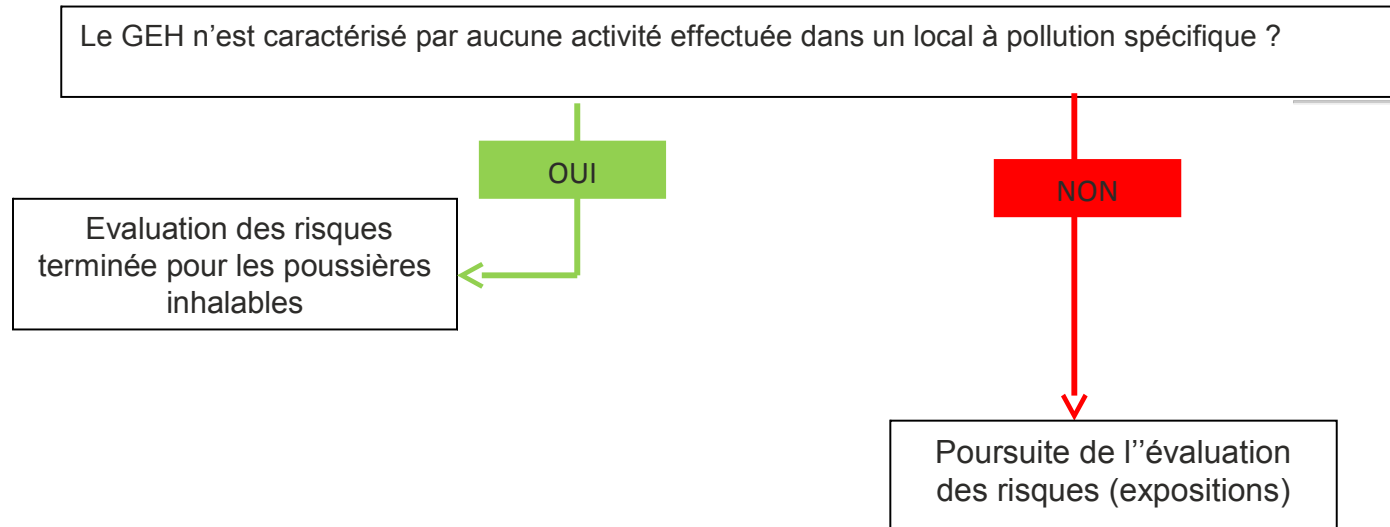 Le GEH n’est caractérisé par aucune activité effectuée dans un local à pollution spécifique ?
OUI
NON
Evaluation des risques
terminée pour les poussières
inhalables
Poursuite de l’’évaluation
des risques (expositions)